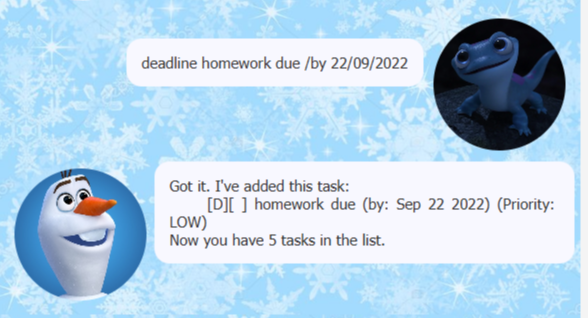 deadline homework due /by 22/09/2022
Got it. I've added this task:
[D][ ] homework due (by: Sep 22 2022) (Priority:
LOW)
Now you have 5 tasks in the list.